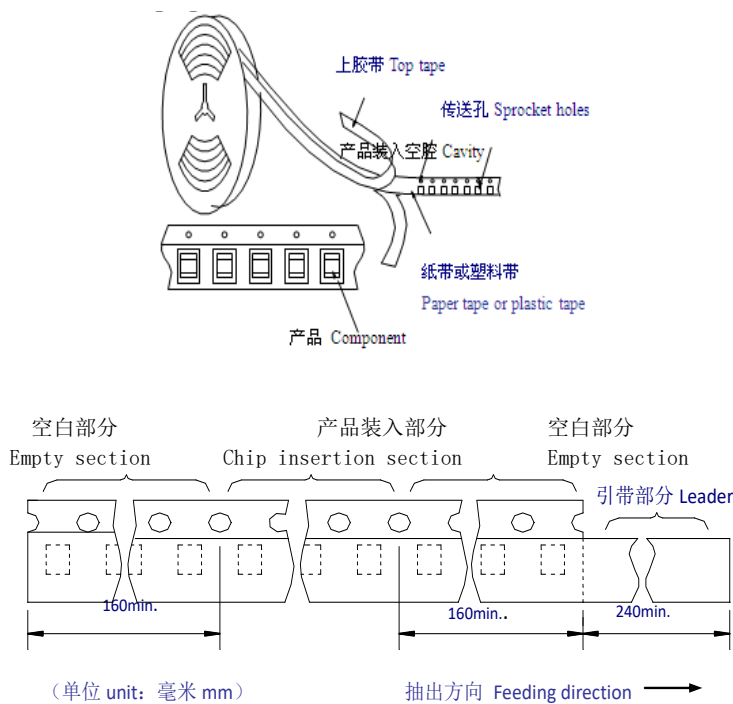 上胶带 Top tape
传送孔 Sprocket holes
产品装入空腔 Cavity
纸带或塑料带
Paper tape or plastic tape
产品 Component
空白部分 产品装入部分 空白部分
Empty section Chip insertion section Empty section
引带部分 Leader
160min. 160min.. 240min.
（单位 unit：毫米 mm） 抽出方向 Feeding direction